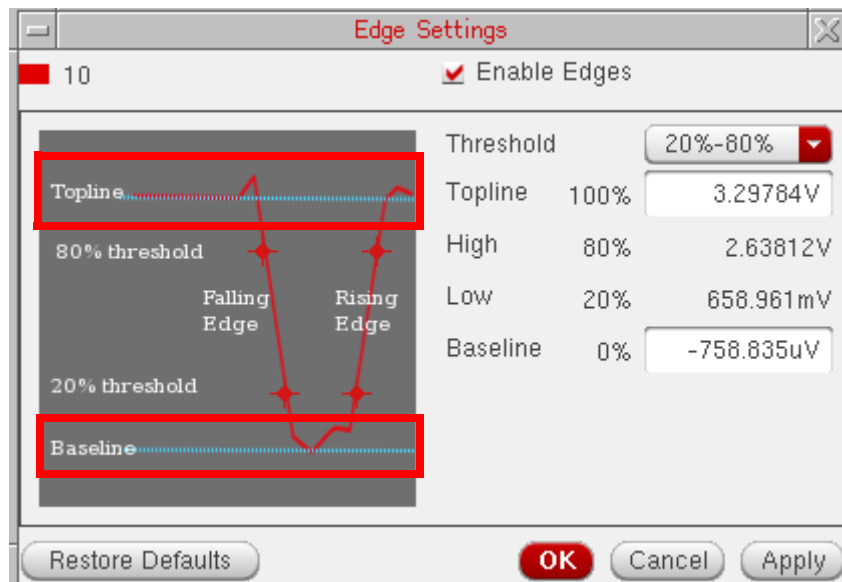 Edge Settings
10
Enable Edges
Topline
80% threshold
Falling Edge
Rising Edge
20% threshold
Baseline
Threshold 20%-80%
Topline 100% 3.29784V
High 80% 2.63812V
Low 20% 658.961mV
Baseline 0% -758.835uV
Restore Defaults
OK
Cancel
Apply